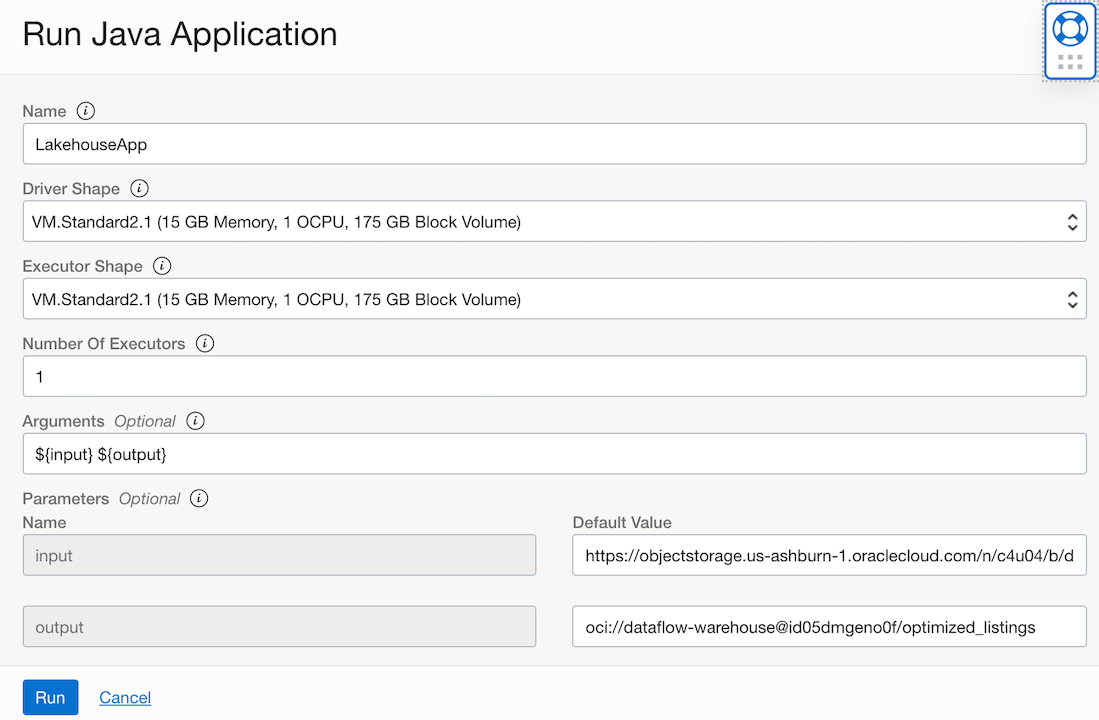 Run Java Application
Name
LakehouseApp
Driver Shape
VM.Standard2.1 (15 GB Memory, 1 OCPU, 175 GB Block Volume)
Executor Shape
VM.Standard2.1 (15 GB Memory, 1 OCPU, 175 GB Block Volume)
Number Of Executors
1
Arguments Optional
${input} ${output}
Parameters Optional
Name Default Value
input https://objectstorage.us-ashburn-1.oraclecloud.com/n/c4u04/b/d
output oci://dataflow-warehouse@id05dmgeno0f/optimized_listings
Run Cancel